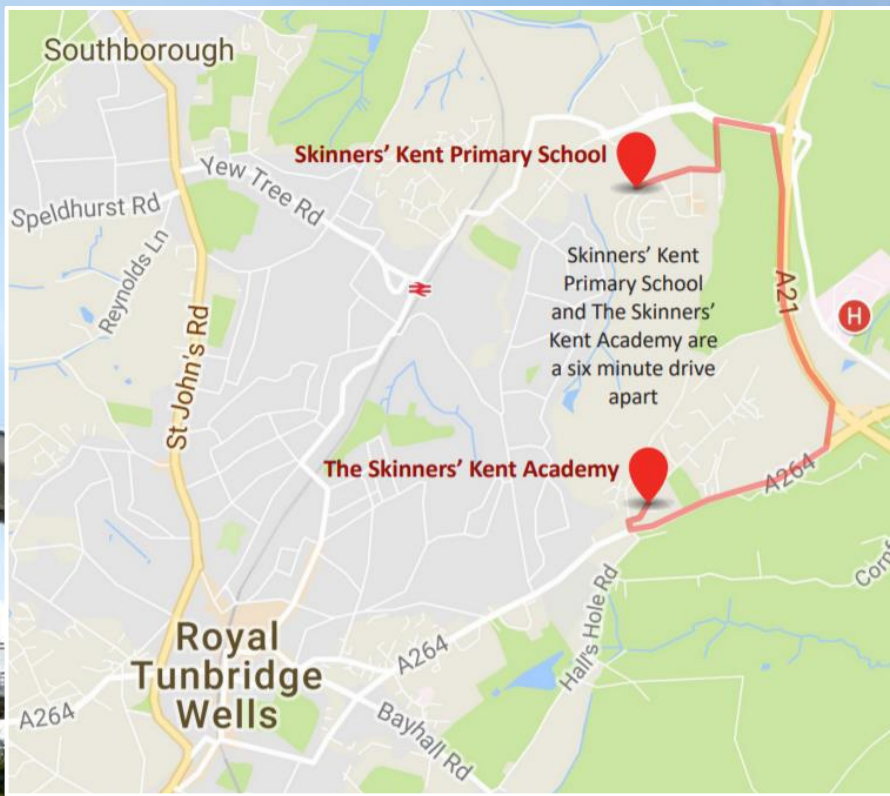 Southborough
Skinners' Kent Primary School
Yew Tree Rd
Speldhurst Rd
Reynolds Ln
St John's Rd
Skinners' Kent
Primary School
and The Skinners'
Kent Academy are
a six minute drive
apart
A21
H
The Skinners' Kent Academy
A264
Hall's Hole Rd
Royal
Tunbridge
Wells
A264
Bayhall Rd
A264